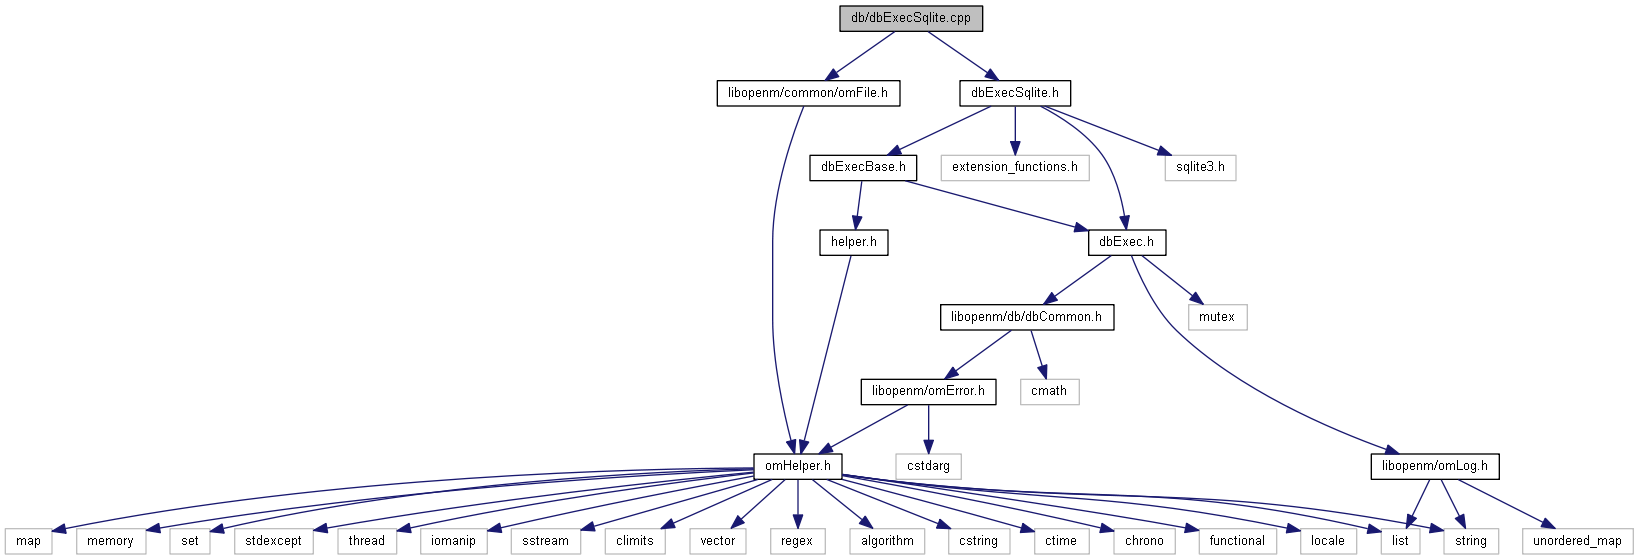 db/dbExecSqlite.cpp
libopenm/common/omFile.h
dbExecSqlite.h
dbExecBase.h
extension_functions.h
sqlite3.h
helper.h
dbExec.h
libopenm/db/dbCommon.h
mutex
libopenm/omError.h
cmath
omHelper.h
cstdarg
libopenm/omLog.h
map
memory
set
stdexcept
thread
iomanip
sstream
climits
vector
regex
algorithm
cstring
ctime
chrono
functional
locale
list
string
unordered_map